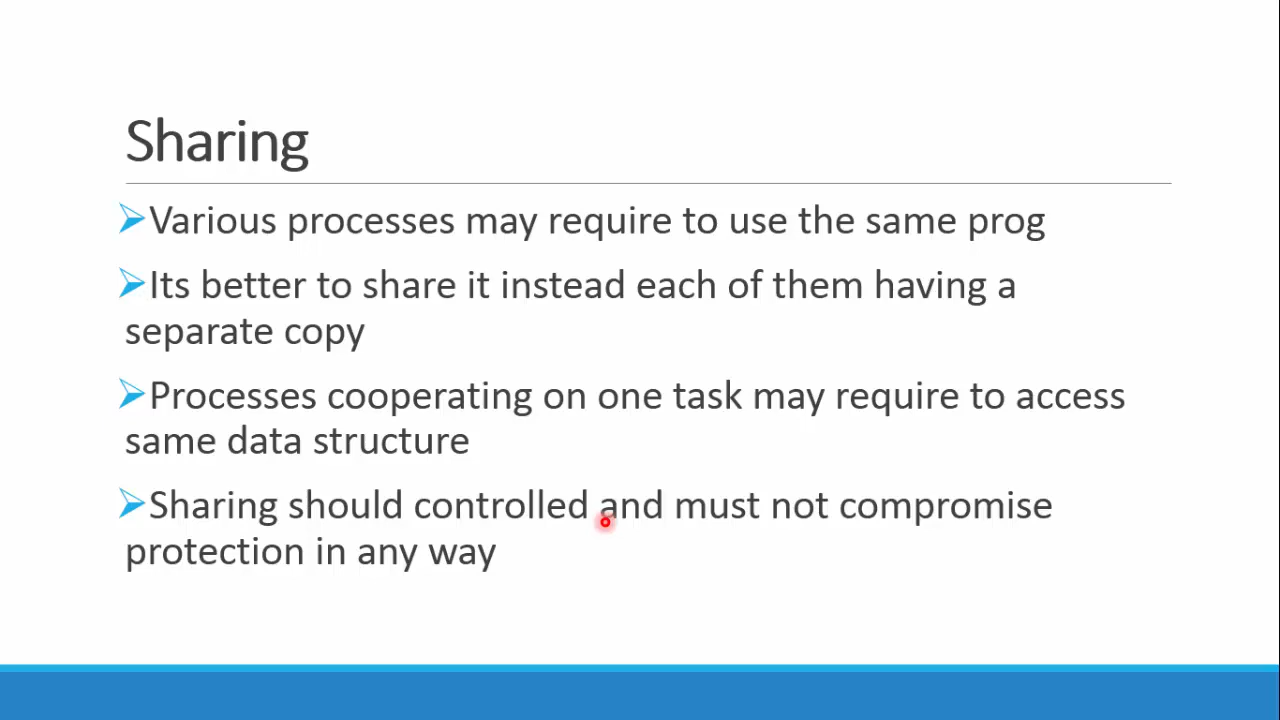 Sharing
➢Various processes may require to use the same prog
➢Its better to share it instead each of them having a
separate copy
➢Processes cooperating on one task may require to access
same data structure
➢Sharing should controlled and must not compromise
protection in any way